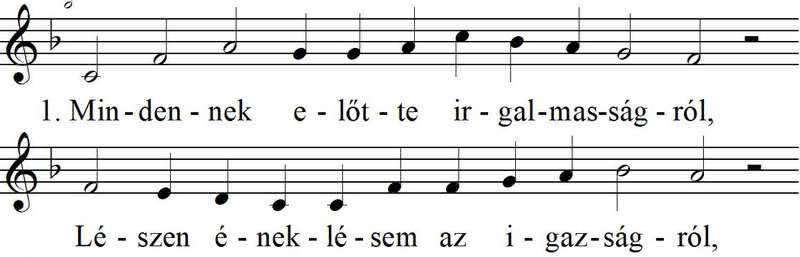 1. Min - den - nek e - lőt - te ir - gal-mas-ság - ról,
Lé - szen é - nek - lé - sem az i - gaz-ság - ról,